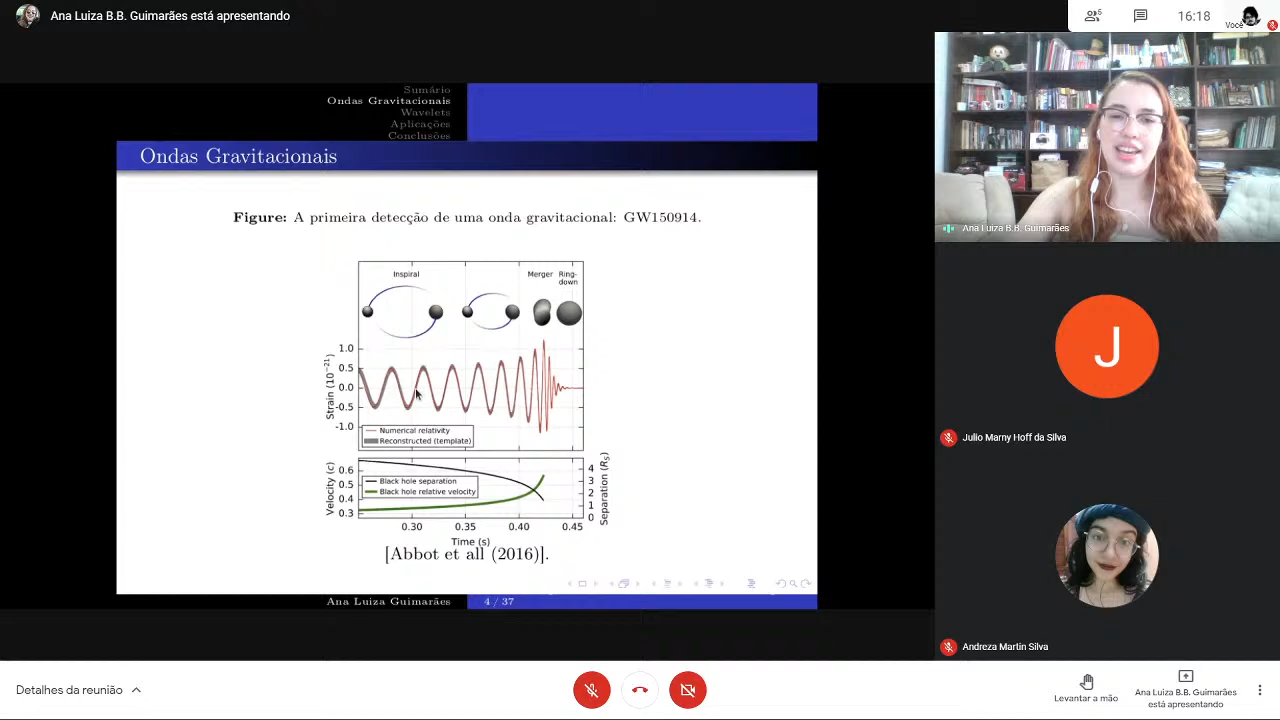 Ana Luiza B.B. Guimarães está apresentando
5
16:18
Você
Sumário
Ondas Gravitacionais
Wavelets
Aplicações
Conclusões
Ondas Gravitacionais
Figure: A primeira detecção de uma onda gravitacional: GW150914.
Inspiral
Merger
Ring-
down
Strain (10⁻²¹)
1.0
0.5
0.0
-0.5
-1.0
Numerical relativity
Reconstructed (template)
Velocity (c)
0.6
0.5
0.4
0.3
Black hole separation
Black hole relative velocity
4
3
2
1
0
Separation (R_S)
0.30 0.35 0.40 0.45
Time (s)
[Abbot et all (2016)].
Ana Luiza Guimarães
4 / 37
Ana Luiza B.B. Guimarães
J
Julio Marny Hoff da Silva
Andreza Martin Silva
Detalhes da reunião
Levantar a mão
Ana Luiza B.B. Guimarães
está apresentando